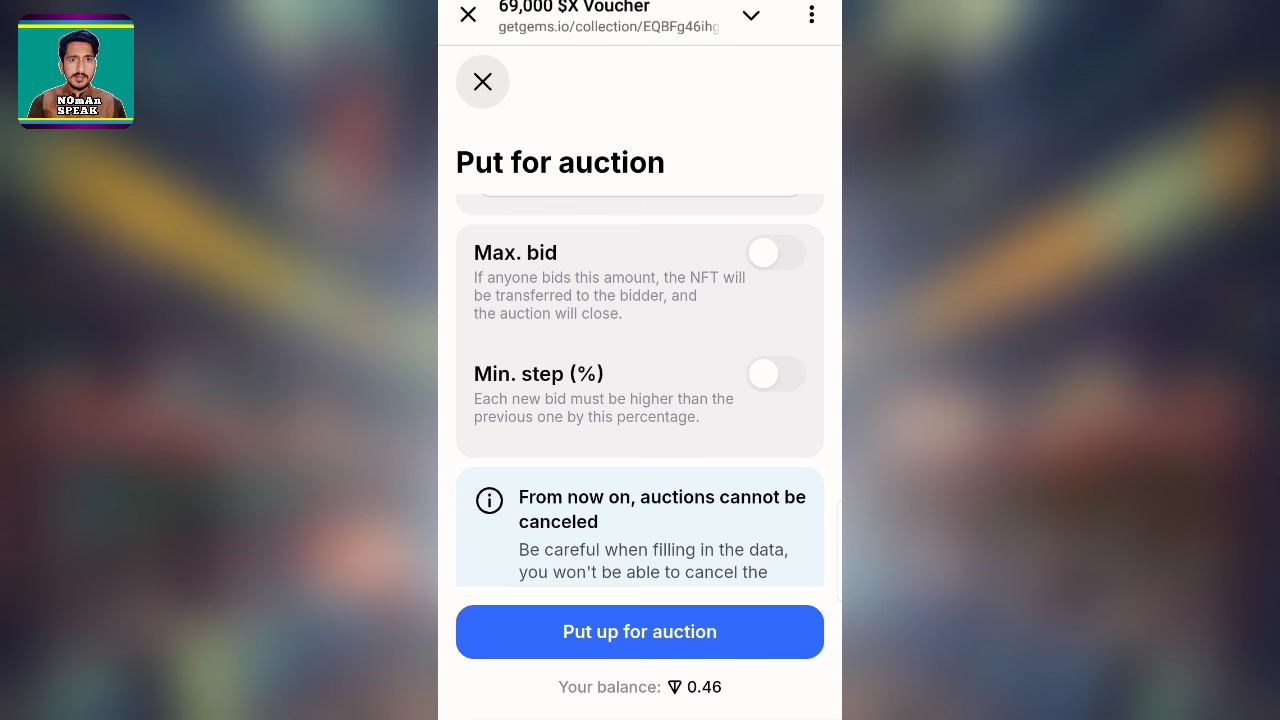 NOmAn
SPEAK
69,000 $X Voucher
getgems.io/collection/EQBFg46ihg
Put for auction
Max. bid
If anyone bids this amount, the NFT will
be transferred to the bidder, and
the auction will close.
Min. step (%)
Each new bid must be higher than the
previous one by this percentage.
From now on, auctions cannot be
canceled
Be careful when filling in the data,
you won't be able to cancel the
Put up for auction
Your balance: 0.46